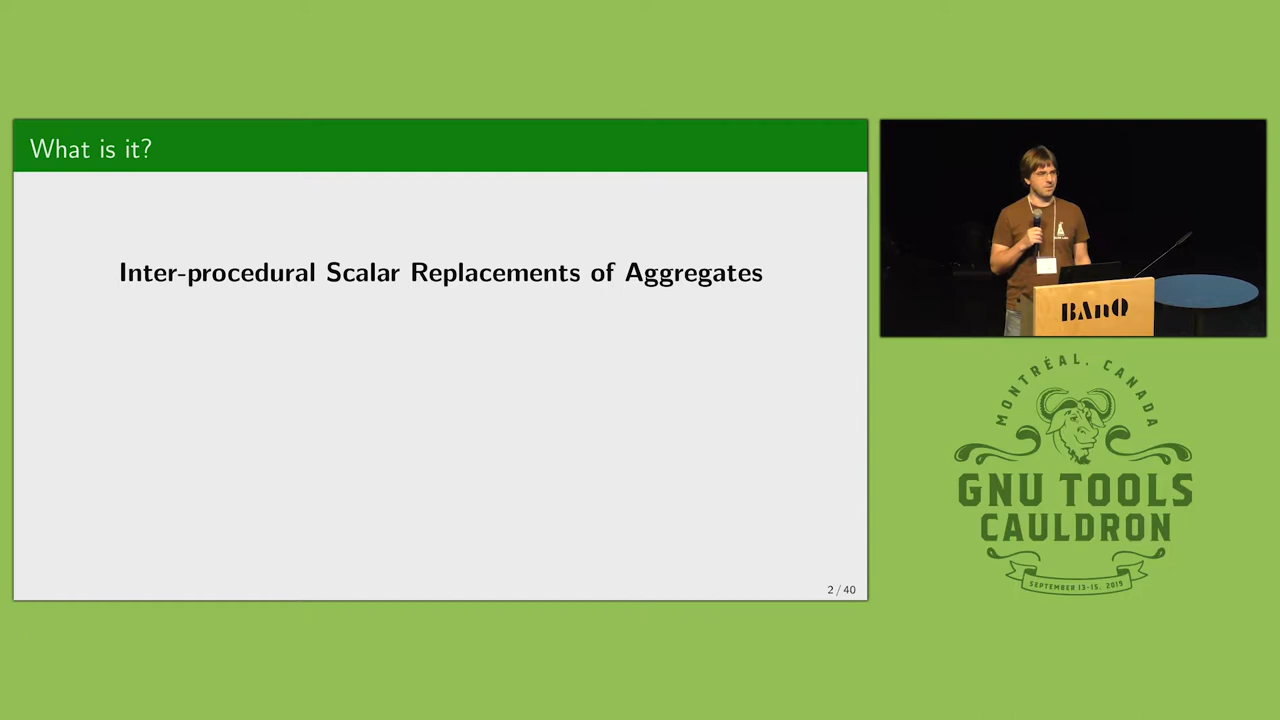 What is it?
Inter-procedural Scalar Replacements of Aggregates
2 / 40
BAnQ
MONTRÉAL, CANADA
GNU TOOLS
CAULDRON
SEPTEMBER 13-15, 2019